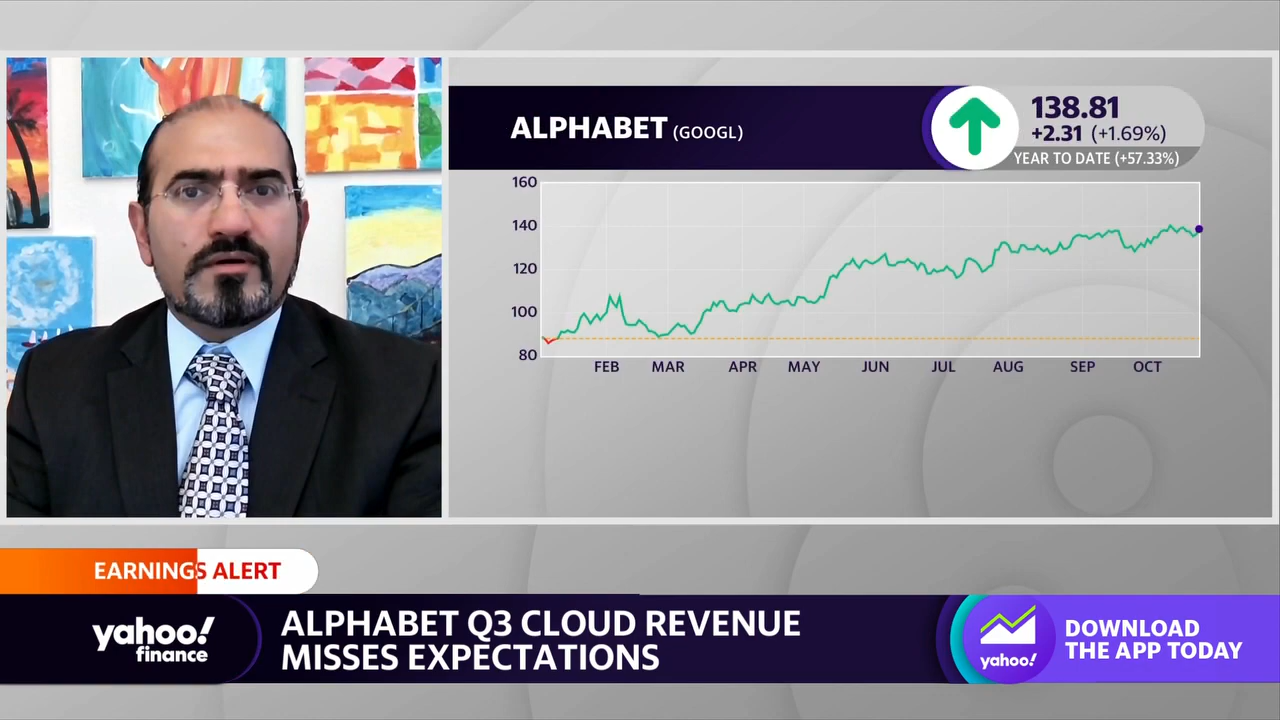 ALPHABET (GOOGL)
138.81
+2.31 (+1.69%)
YEAR TO DATE (+57.33%)
160
140
120
100
80
FEB MAR APR MAY JUN JUL AUG SEP OCT
EARNINGS ALERT
yahoo!
finance
ALPHABET Q3 CLOUD REVENUE
MISSES EXPECTATIONS
yahoo!
DOWNLOAD
THE APP TODAY